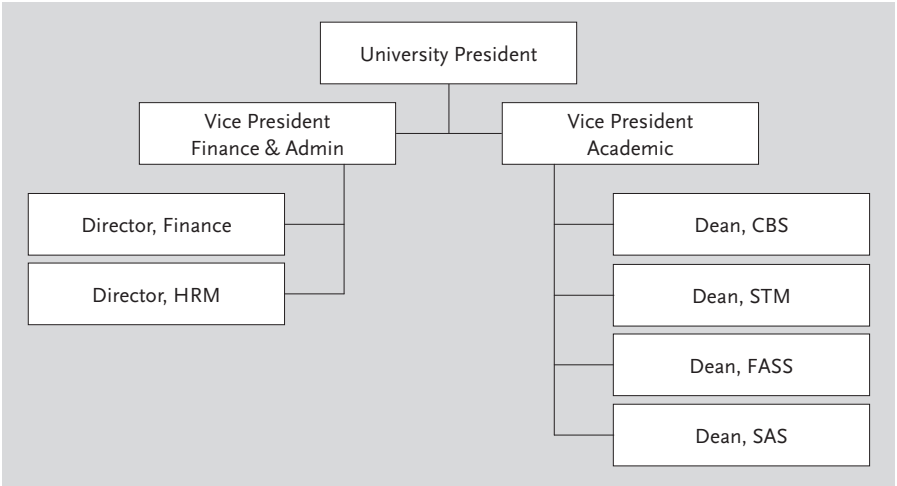 University President
Vice President
Finance & Admin
Vice President
Academic
Director, Finance
Director, HRM
Dean, CBS
Dean, STM
Dean, FASS
Dean, SAS